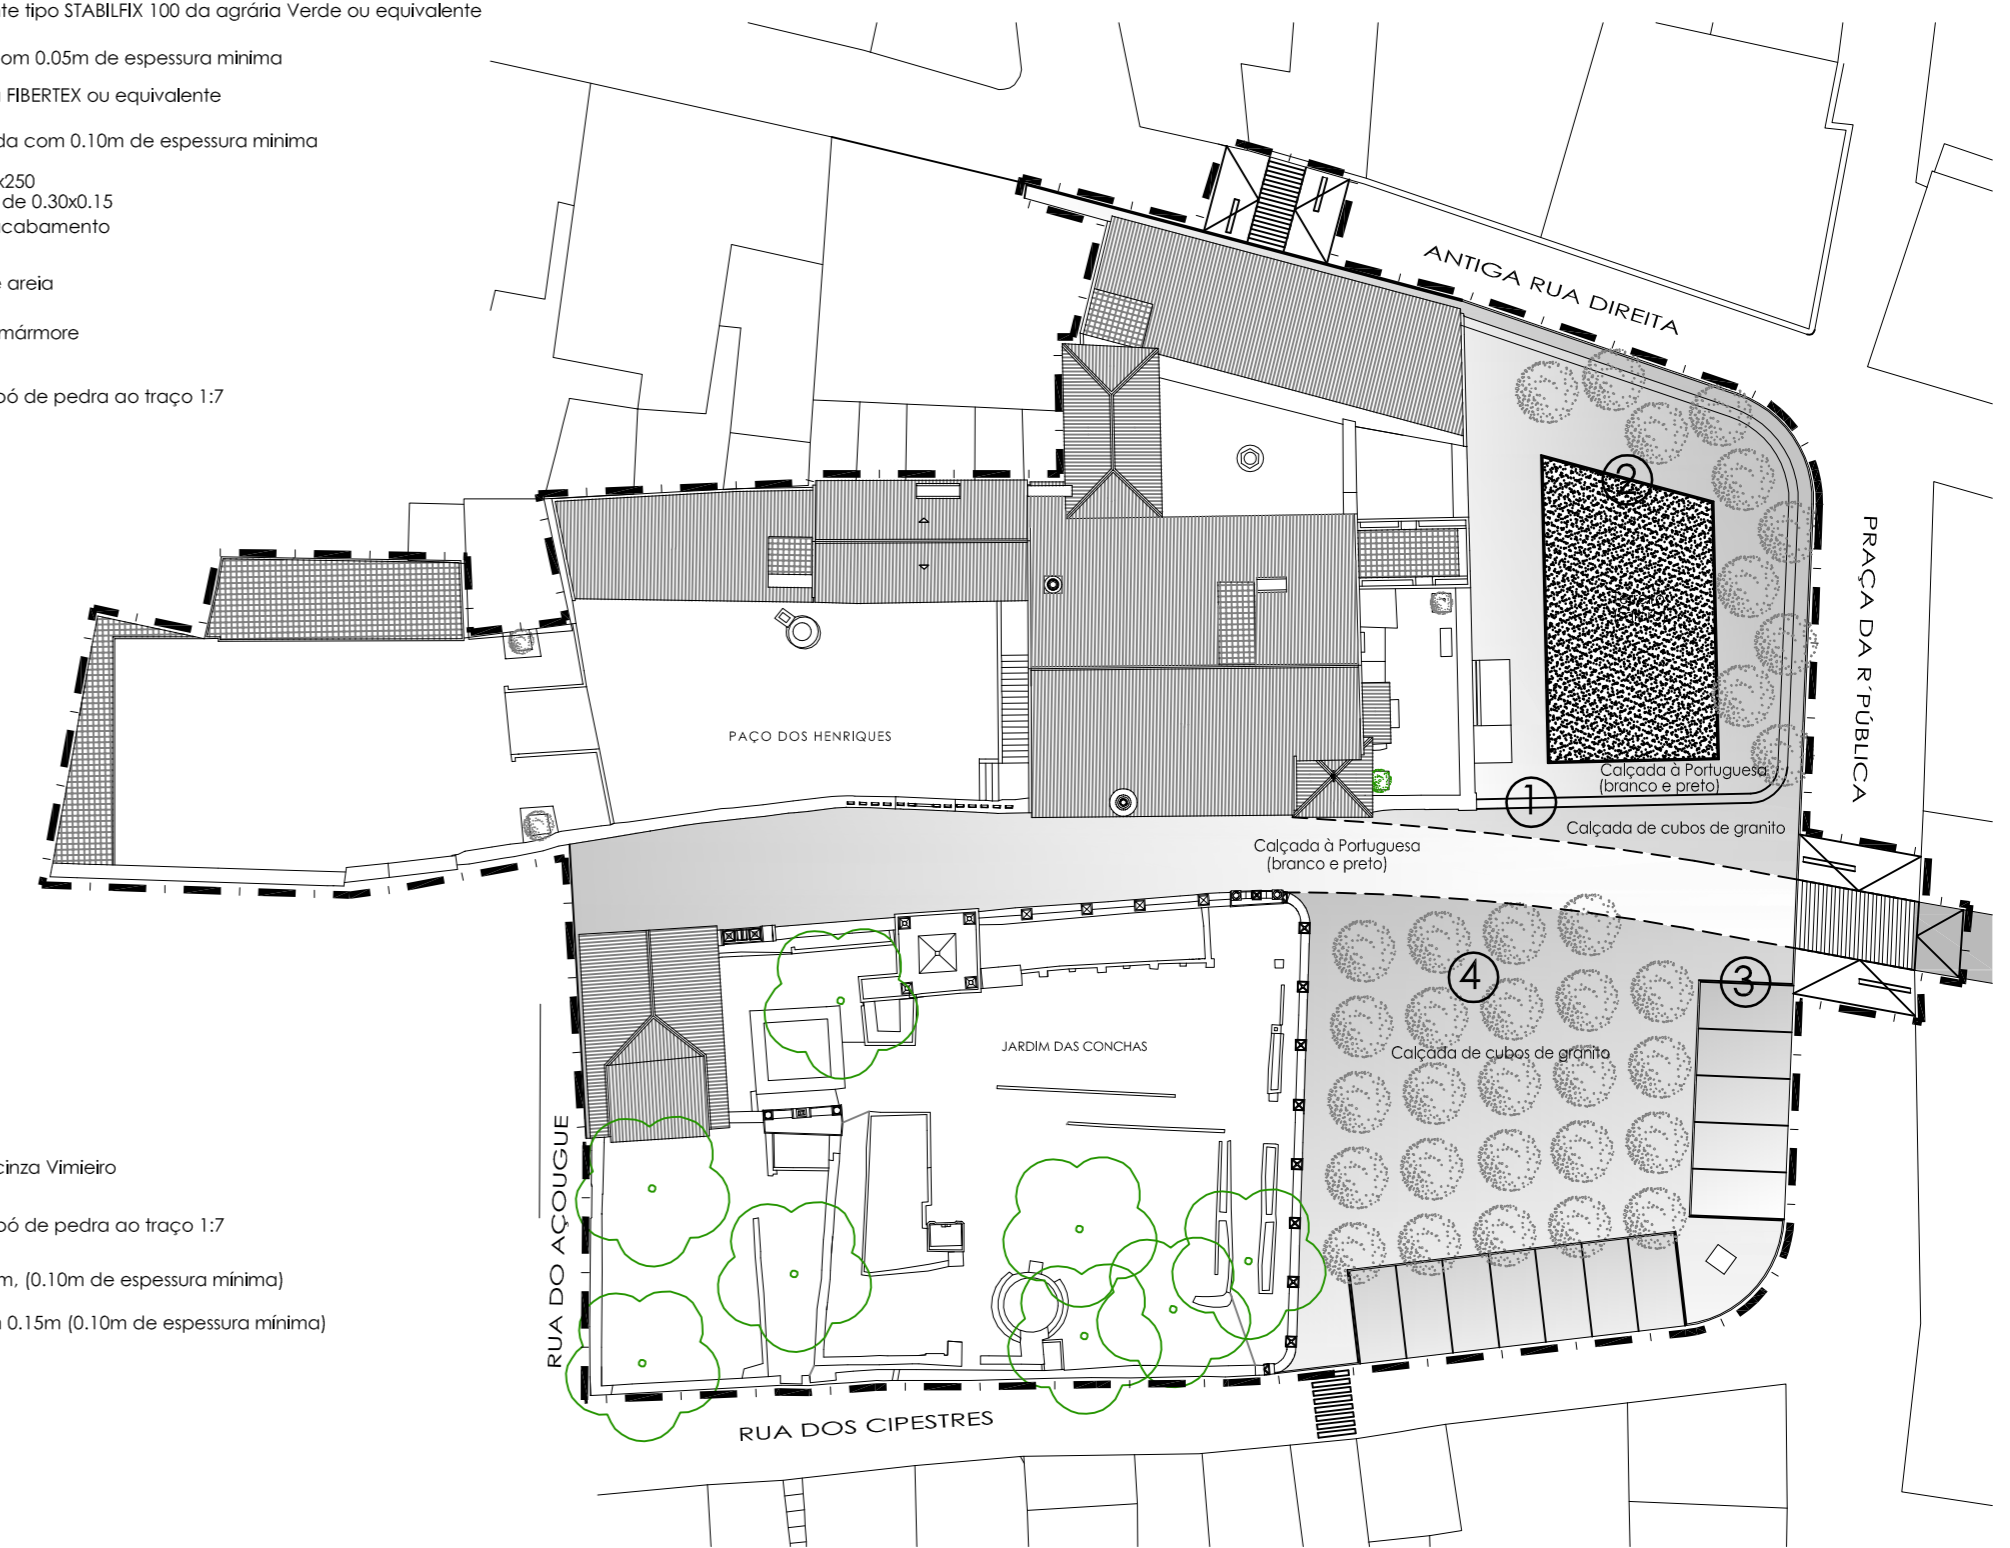 te tipo STABILFIX 100 da agrária Verde ou equivalente
om 0.05m de espessura minima
FIBERTEX ou equivalente
da com 0.10m de espessura minima
x250
de 0.30x0.15
cabamento
areia
mármore
pó de pedra ao traço 1:7
ANTIGA RUA DIREITA
2
PRAÇA DA R´PÚBLICA
PAÇO DOS HENRIQUES
Calçada à Portuguesa
(branco e preto)
1
Calçada de cubos de granito
Calçada à Portuguesa
(branco e preto)
4
3
JARDIM DAS CONCHAS
Calçada de cubos de granito
RUA DO AÇOUGUE
cinza Vimieiro
pó de pedra ao traço 1:7
m, (0.10m de espessura mínima)
0.15m (0.10m de espessura mínima)
RUA DOS CIPESTRES